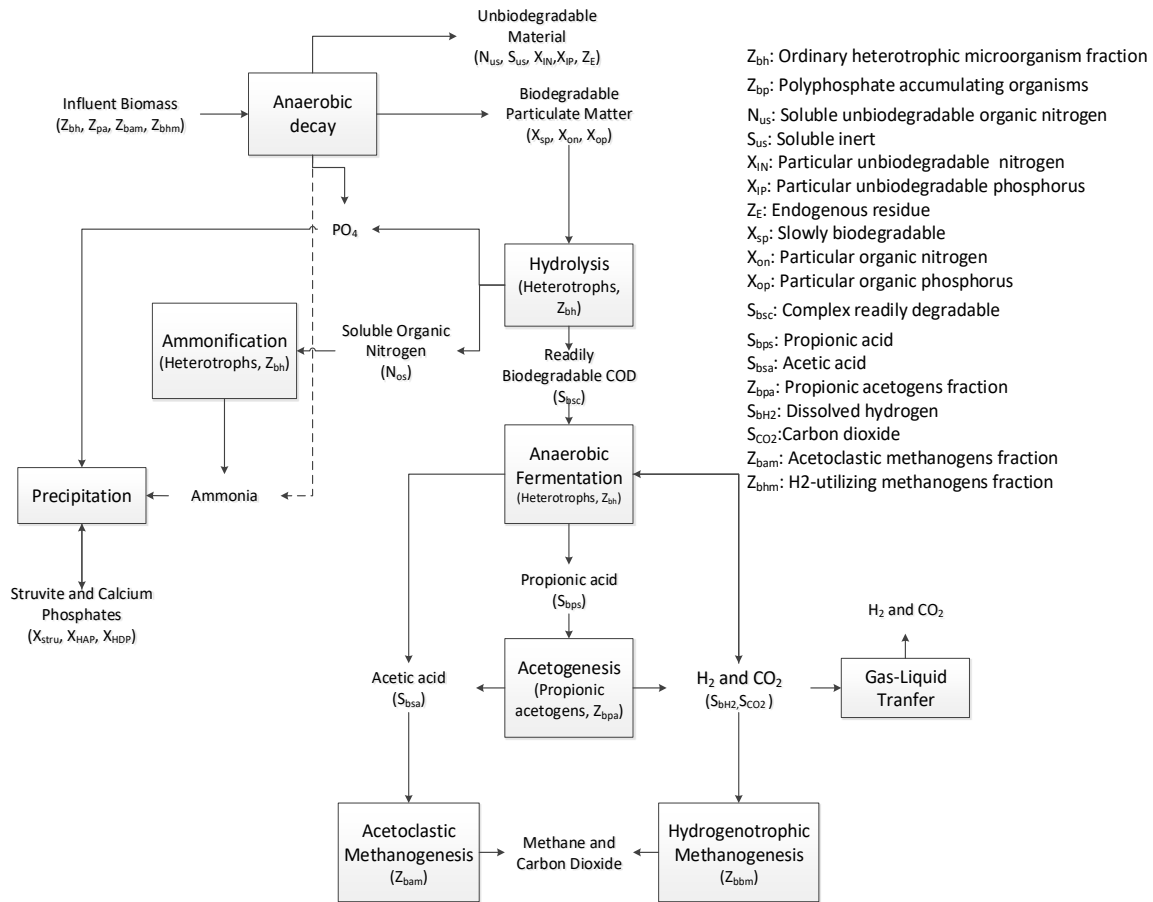 Unbiodegradable
Material
(Nus, Sus, XIN,XIP, ZE)
Influent Biomass
(Zbh, Zpa, Zbam, Zbhm)
Anaerobic
decay
Biodegradable
Particulate Matter
(Xsp, Xon, Xop)
PO4
Hydrolysis
(Heterotrophs,
Zbh)
Ammonification
(Heterotrophs, Zbh)
Soluble Organic
Nitrogen
(Nos)
Readily
Biodegradable COD
(Sbsc)
Precipitation
Ammonia
Anaerobic
Fermentation
(Heterotrophs, Zbh)
Struvite and Calcium
Phosphates
(Xstru, XHAP, XHDP)
Propionic acid
(Sbps)
H2 and CO2
Acetic acid
(Sbsa)
Acetogenesis
(Propionic
acetogens, Zbpa)
H2 and CO2
(SbH2,SCO2)
Gas-Liquid
Tranfer
Acetoclastic
Methanogenesis
(Zbam)
Methane and
Carbon Dioxide
Hydrogenotrophic
Methanogenesis
(Zbbm)
Zbh: Ordinary heterotrophic microorganism fraction
Zbp: Polyphosphate accumulating organisms
Nus: Soluble unbiodegradable organic nitrogen
Sus: Soluble inert
XIN: Particular unbiodegradable nitrogen
XIP: Particular unbiodegradable phosphorus
ZE: Endogenous residue
Xsp: Slowly biodegradable
Xon: Particular organic nitrogen
Xop: Particular organic phosphorus
Sbsc: Complex readily degradable
Sbps: Propionic acid
Sbsa: Acetic acid
Zbpa: Propionic acetogens fraction
SbH2: Dissolved hydrogen
SCO2:Carbon dioxide
Zbam: Acetoclastic methanogens fraction
Zbhm: H2-utilizing methanogens fraction